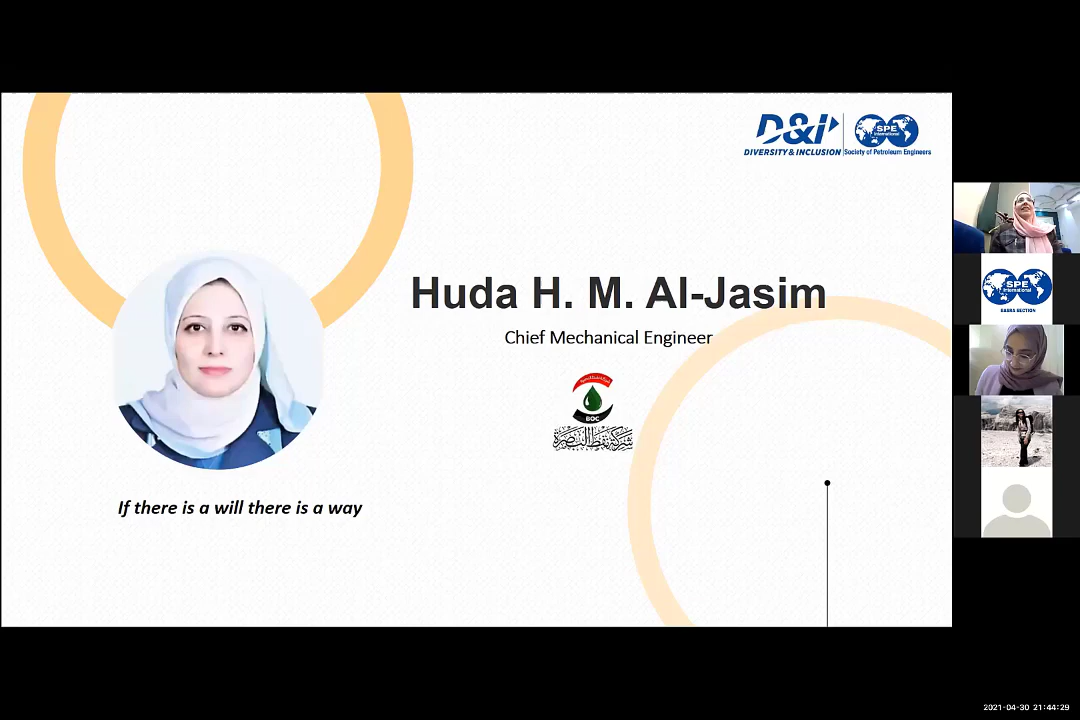 D&I
DIVERSITY & INCLUSION
SPE
International
Society of Petroleum Engineers
Huda H. M. Al-Jasim
Chief Mechanical Engineer
BOC
شركة نفط البصرة
If there is a will there is a way
SPE
International
BASRA SECTION
2021-04-30 21:44:29